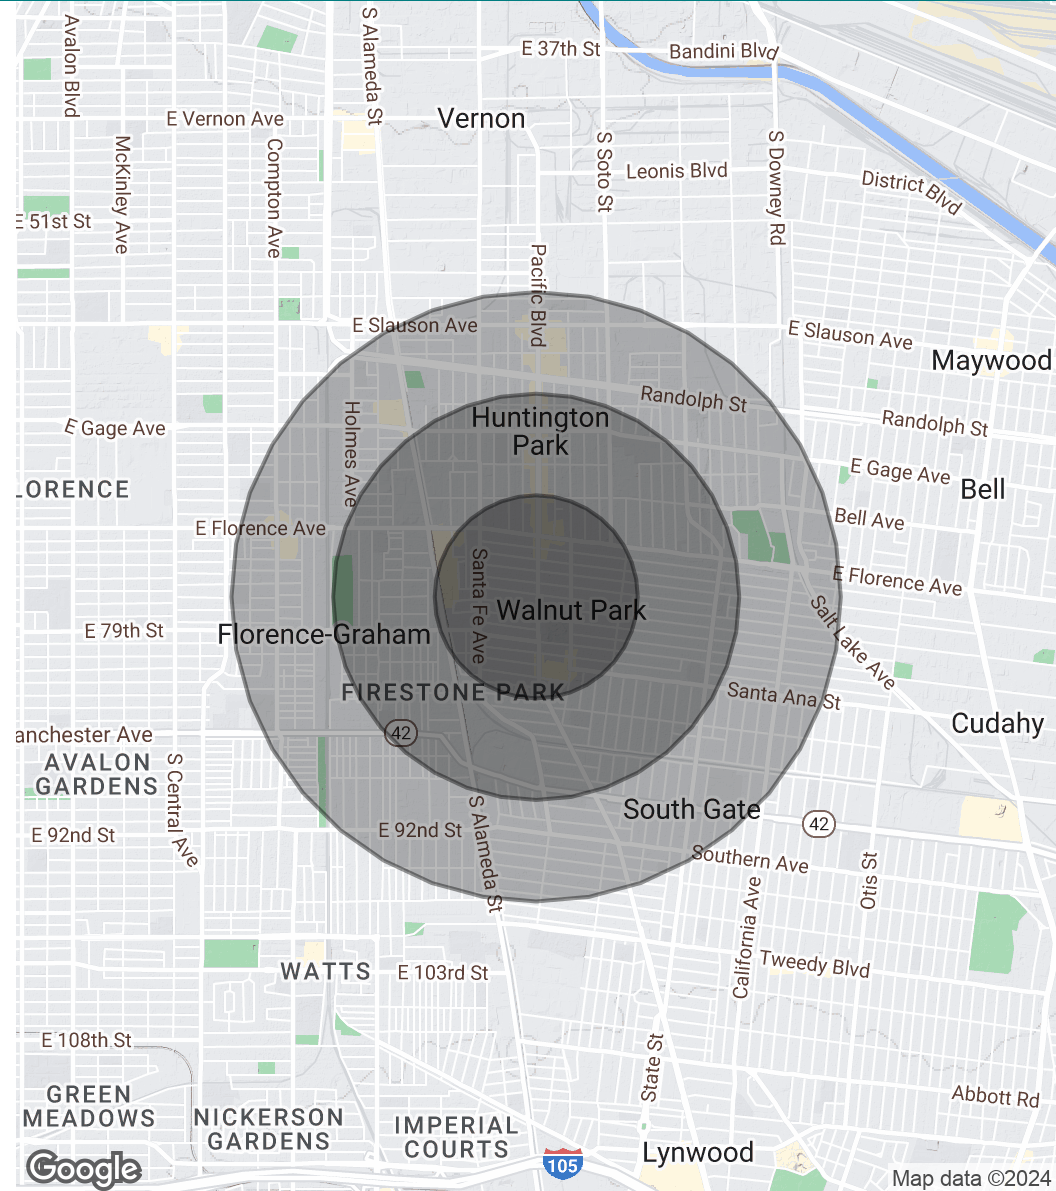 Avalon Blvd
S Alameda St
E 37th St
Bandini Blvd
E Vernon Ave
Vernon
McKinley Ave
Compton Ave
S Soto St
S Downey Rd
Leonis Blvd
District Blvd
E 51st St
Pacific Blvd
E Slauson Ave
E Slauson Ave
Maywood
Randolph St
Randolph St
Huntington
Park
E Gage Ave
Holmes Ave
E Gage Ave
LORENCE
Bell
E Florence Ave
Bell Ave
Santa Fe Ave
E Florence Ave
Walnut Park
Salt Lake Ave
E 79th St
Florence-Graham
FIRESTONE PARK
Santa Ana St
anchester Ave
42
Cudahy
AVALON
GARDENS
S Central Ave
South Gate
42
E 92nd St
E 92nd St
S Alameda St
Southern Ave
Otis St
California Ave
WATTS
E 103rd St
Tweedy Blvd
E 108th St
State St
GREEN
MEADOWS
Abbott Rd
NICKERSON
GARDENS
IMPERIAL
COURTS
Lynwood
105
Google
Map data ©2024